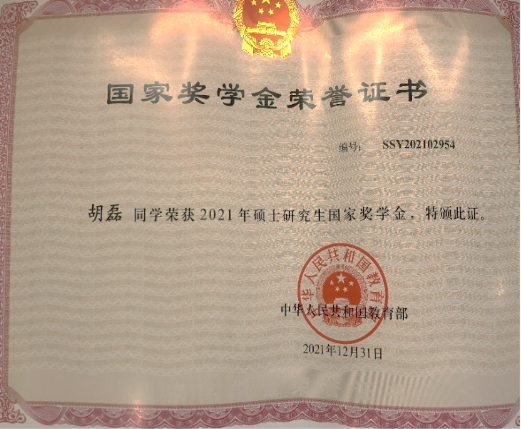 国家奖学金荣誉证书
编号: SSY202102954
胡磊 同学荣获2021年硕士研究生国家奖学金,特颁此证。
中华人民共和国教育部
中华人民共和国教育部
2021年12月31日